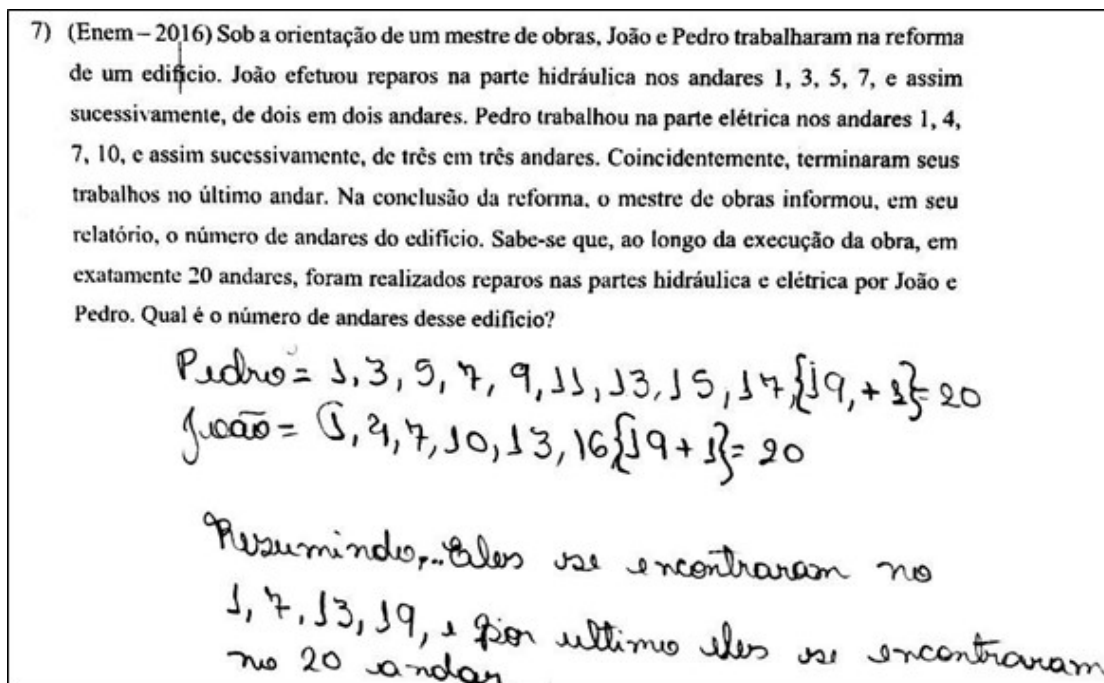 7) (Enem – 2016) Sob a orientação de um mestre de obras, João e Pedro trabalharam na reforma
de um edifício. João efetuou reparos na parte hidráulica nos andares 1, 3, 5, 7, e assim
sucessivamente, de dois em dois andares. Pedro trabalhou na parte elétrica nos andares 1, 4,
7, 10, e assim sucessivamente, de três em três andares. Coincidentemente, terminaram seus
trabalhos no último andar. Na conclusão da reforma, o mestre de obras informou, em seu
relatório, o número de andares do edifício. Sabe-se que, ao longo da execução da obra, em
exatamente 20 andares, foram realizados reparos nas partes hidráulica e elétrica por João e
Pedro. Qual é o número de andares desse edifício?
Pedro = 1, 3, 5, 7, 9, 11, 13, 15, 17, {19, + 1} = 20
João = 1, 4, 7, 10, 13, 16 {19 + 1} = 20
Resumindo,.. Eles se encontraram no
1, 7, 13, 19, e por ultimo eles se encontraram
no 20 andar